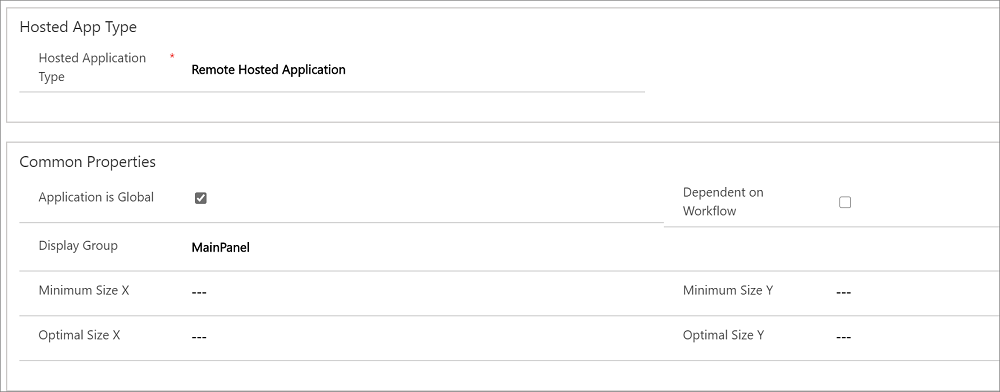 Hosted App Type
Hosted Application
Type
*
Remote Hosted Application
Common Properties
Application is Global
Dependent on
Workflow
Display Group
MainPanel
Minimum Size X
---
Minimum Size Y
---
Optimal Size X
---
Optimal Size Y
---